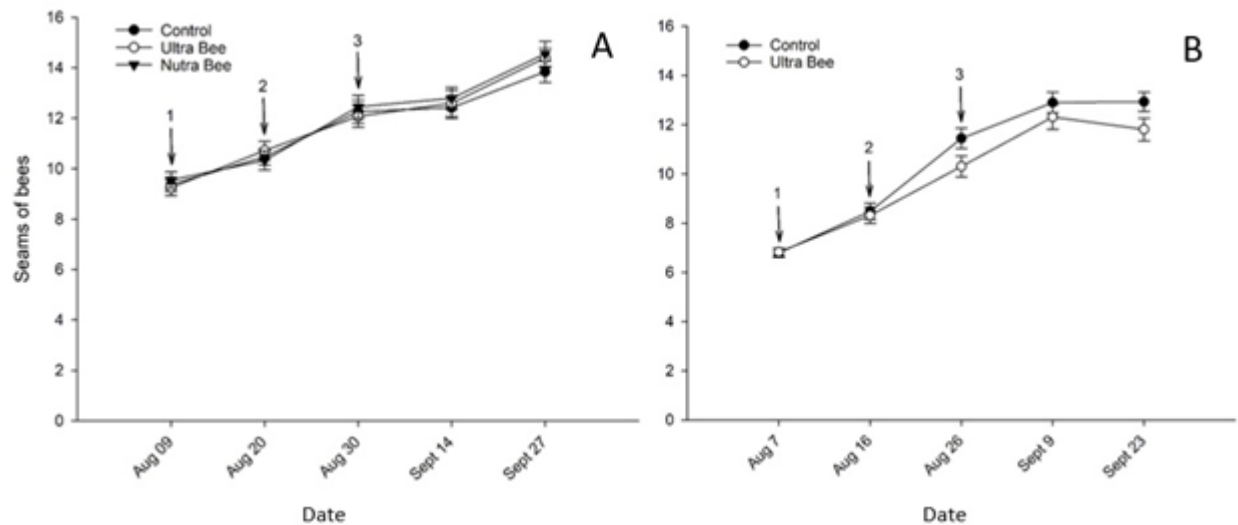 A
Control
Ultra Bee
Nutra Bee
Seams of bees
16
14
12
10
8
6
4
2
0
1
2
3
Aug 09
Aug 20
Aug 30
Sept 14
Sept 27
Date
B
Control
Ultra Bee
16
14
12
10
8
6
4
2
0
1
2
3
Aug 7
Aug 16
Aug 26
Sept 9
Sept 23
Date